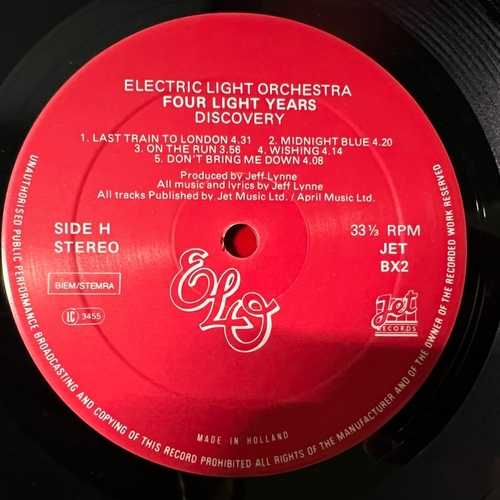 ELECTRIC LIGHT ORCHESTRA
FOUR LIGHT YEARS
DISCOVERY
1. LAST TRAIN TO LONDON 4.31 2. MIDNIGHT BLUE 4.20
3. ON THE RUN 3.56 4. WISHING 4.14
5. DON'T BRING ME DOWN 4.08
Produced by Jeff Lynne
All music and lyrics by Jeff Lynne
All tracks Published by Jet Music Ltd. / April Music Ltd.
SIDE H
STEREO
33⅓ RPM
JET
BX2
BIEM/STEMRA
LC 3455
ELO
Jet
RECORDS
MADE IN HOLLAND
UNAUTHORISED PUBLIC PERFORMANCE BROADCASTING AND COPYING OF THIS RECORD PROHIBITED ALL RIGHTS OF THE MANUFACTURER AND OF THE OWNER OF THE RECORDED WORK RESERVED